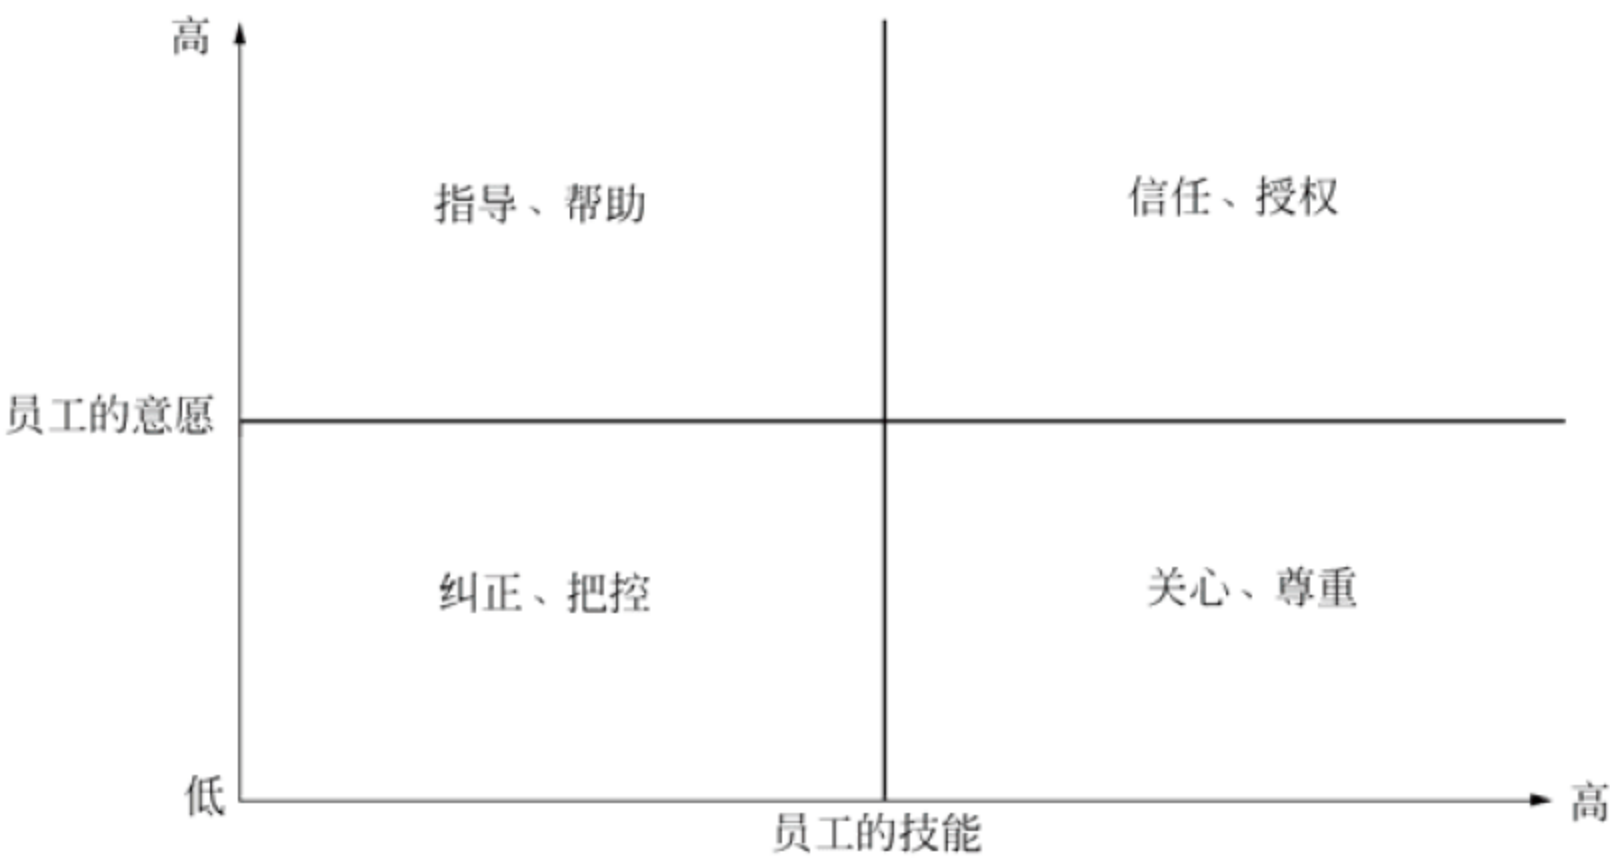 高
指导、帮助
信任、授权
员工的意愿
纠正、把控
关心、尊重
低
高
员工的技能